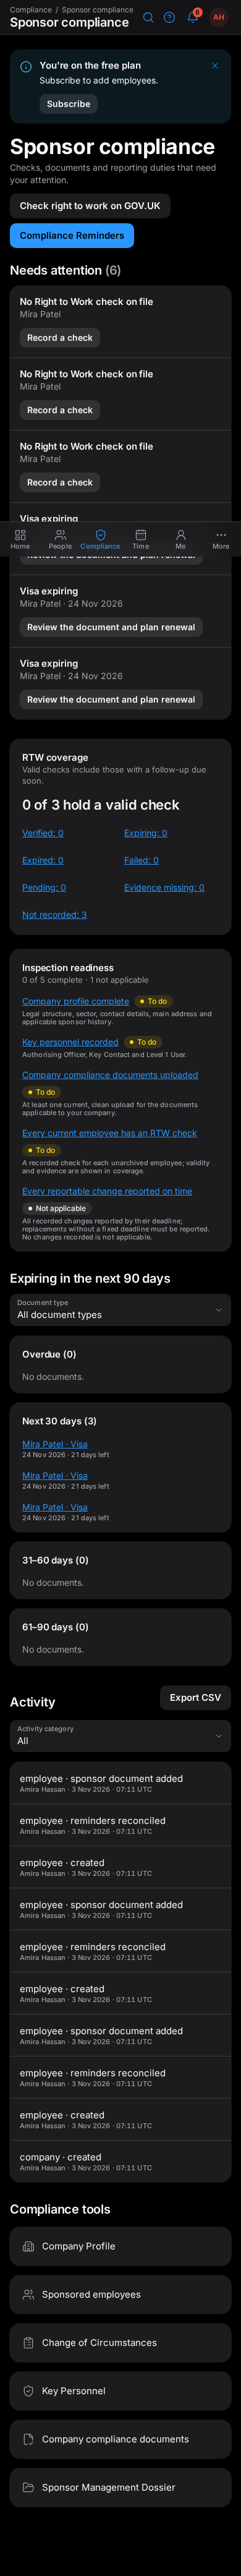 Compliance / Sponsor compliance
Sponsor compliance
6
AH
You're on the free plan
Subscribe to add employees.
Subscribe
Sponsor compliance
Checks, documents and reporting duties that need
your attention.
Check right to work on GOV.UK
Compliance Reminders
Needs attention (6)
No Right to Work check on file
Mira Patel
Record a check
No Right to Work check on file
Mira Patel
Record a check
No Right to Work check on file
Mira Patel
Record a check
Visa expiring
Home
People
Compliance
Time
Me
More
Review the document and plan renewal
Visa expiring
Mira Patel · 24 Nov 2026
Review the document and plan renewal
Visa expiring
Mira Patel · 24 Nov 2026
Review the document and plan renewal
RTW coverage
Valid checks include those with a follow-up due
soon.
0 of 3 hold a valid check
Verified: 0
Expiring: 0
Expired: 0
Failed: 0
Pending: 0
Evidence missing: 0
Not recorded: 3
Inspection readiness
0 of 5 complete · 1 not applicable
Company profile complete
To do
Legal structure, sector, contact details, main address and
applicable sponsor history.
Key personnel recorded
To do
Authorising Officer, Key Contact and Level 1 User.
Company compliance documents uploaded
To do
At least one current, clean upload for the documents
applicable to your company.
Every current employee has an RTW check
To do
A recorded check for each unarchived employee; validity
and evidence are shown in coverage.
Every reportable change reported on time
Not applicable
All recorded changes reported by their deadline;
replacements without a fixed deadline must be reported.
No changes recorded is not applicable.
Expiring in the next 90 days
Document type
All document types
Overdue (0)
No documents.
Next 30 days (3)
Mira Patel · Visa
24 Nov 2026 · 21 days left
Mira Patel · Visa
24 Nov 2026 · 21 days left
Mira Patel · Visa
24 Nov 2026 · 21 days left
31–60 days (0)
No documents.
61–90 days (0)
No documents.
Activity
Export CSV
Activity category
All
employee · sponsor document added
Amira Hassan · 3 Nov 2026 · 07:11 UTC
employee · reminders reconciled
Amira Hassan · 3 Nov 2026 · 07:11 UTC
employee · created
Amira Hassan · 3 Nov 2026 · 07:11 UTC
employee · sponsor document added
Amira Hassan · 3 Nov 2026 · 07:11 UTC
employee · reminders reconciled
Amira Hassan · 3 Nov 2026 · 07:11 UTC
employee · created
Amira Hassan · 3 Nov 2026 · 07:11 UTC
employee · sponsor document added
Amira Hassan · 3 Nov 2026 · 07:11 UTC
employee · reminders reconciled
Amira Hassan · 3 Nov 2026 · 07:11 UTC
employee · created
Amira Hassan · 3 Nov 2026 · 07:11 UTC
company · created
Amira Hassan · 3 Nov 2026 · 07:11 UTC
Compliance tools
Company Profile
Sponsored employees
Change of Circumstances
Key Personnel
Company compliance documents
Sponsor Management Dossier